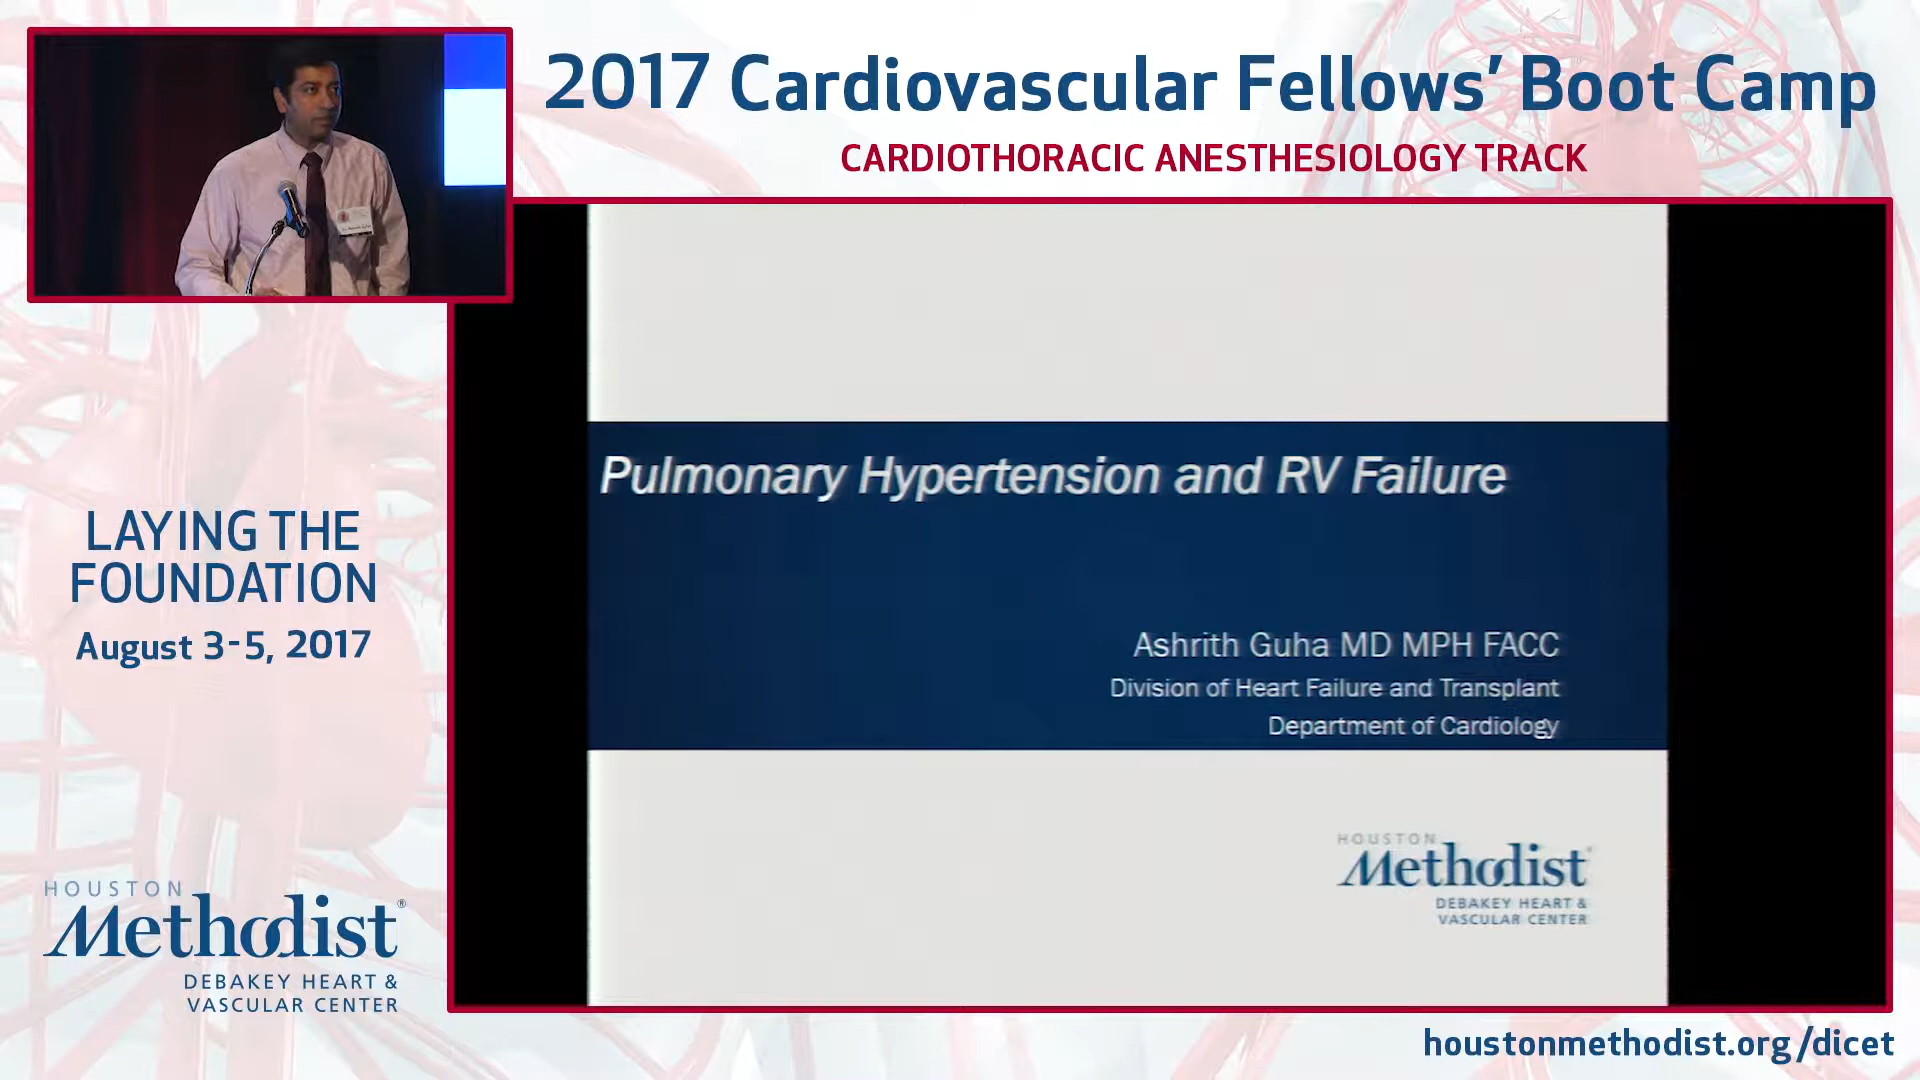 2017 Cardiovascular Fellows’ Boot Camp
CARDIOTHORACIC ANESTHESIOLOGY TRACK
Pulmonary Hypertension and RV Failure
Ashrith Guha MD MPH FACC
Division of Heart Failure and Transplant
Department of Cardiology
HOUSTON
Methodist
DEBAKEY HEART &
VASCULAR CENTER
LAYING THE
FOUNDATION
August 3-5, 2017
HOUSTON
Methodist®
DEBAKEY HEART &
VASCULAR CENTER
houstonmethodist.org/dicet